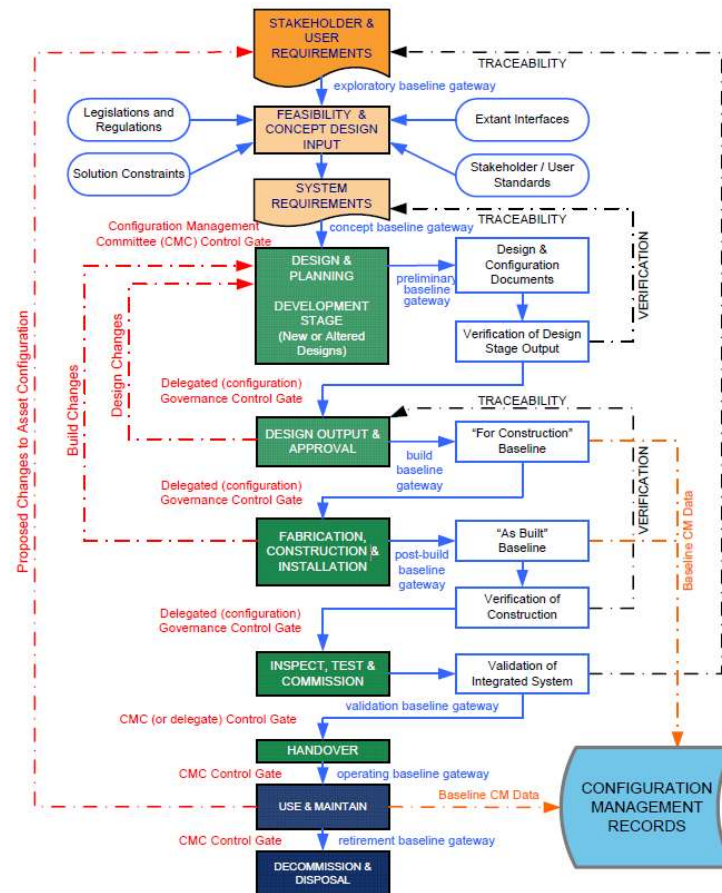 STAKEHOLDER &
USER
REQUIREMENTS
TRACEABILITY
exploratory baseline gateway
Legislations and
Regulations
FEASIBILITY &
CONCEPT DESIGN
INPUT
Extant Interfaces
Solution Constraints
Stakeholder / User
Standards
SYSTEM
REQUIREMENTS
TRACEABILITY
Configuration Management
Committee (CMC) Control Gate
concept baseline gateway
DESIGN &
PLANNING
DEVELOPMENT
STAGE
(New or Altered
Designs)
preliminary
baseline
gateway
Design &
Configuration
Documents
VERIFICATION
Verification of Design
Stage Output
Proposed Changes to Asset Configuration
Build Changes
Design Changes
Delegated (configuration)
Governance Control Gate
TRACEABILITY
DESIGN OUTPUT &
APPROVAL
build
baseline
gateway
“For Construction”
Baseline
VERIFICATION
Baseline CM Data
Delegated (configuration)
Governance Control Gate
FABRICATION,
CONSTRUCTION &
INSTALLATION
post-build
baseline
gateway
“As Built”
Baseline
Verification of
Construction
Delegated (configuration)
Governance Control Gate
INSPECT, TEST &
COMMISSION
Validation of
Integrated System
validation baseline gateway
CMC (or delegate) Control Gate
HANDOVER
CMC Control Gate
operating baseline gateway
USE & MAINTAIN
Baseline CM Data
CONFIGURATION
MANAGEMENT
RECORDS
CMC Control Gate
retirement baseline gateway
DECOMMISSION &
DISPOSAL